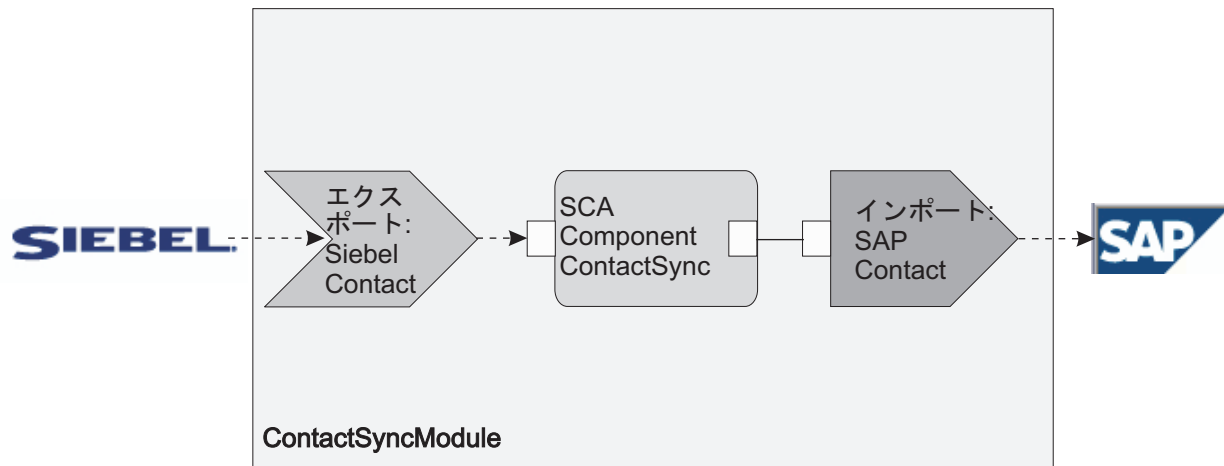 SIEBEL.
エクス
ポート:
Siebel
Contact
SCA
Component
ContactSync
インポート:
SAP
Contact
SAP
ContactSyncModule